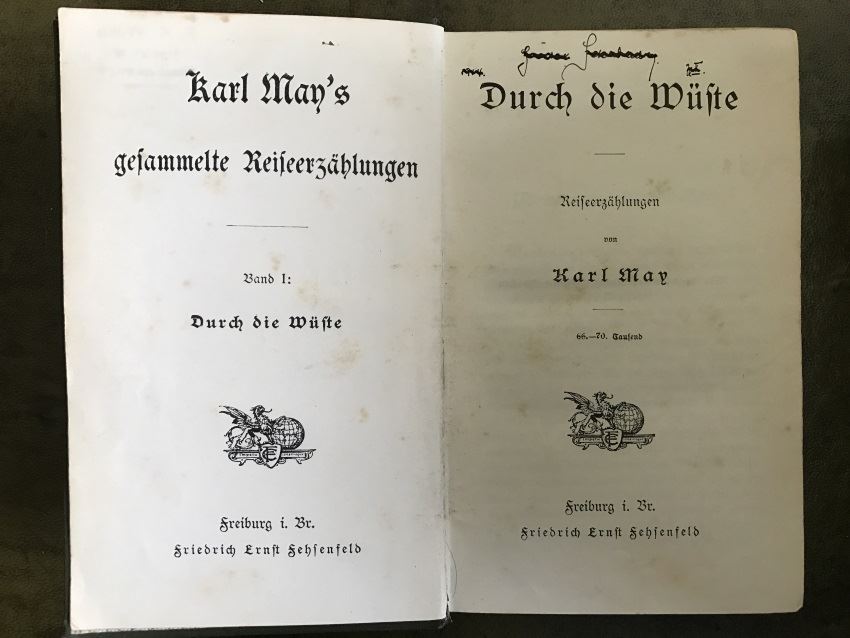 Karl May's
gesammelte Reiseerzählungen
Band I:
Durch die Wüste
Freiburg i. Br.
Friedrich Ernst Fehsenfeld
Durch die Wüste
Reiseerzählungen
von
Karl May
66.—70. Tausend
Freiburg i. Br.
Friedrich Ernst Fehsenfeld